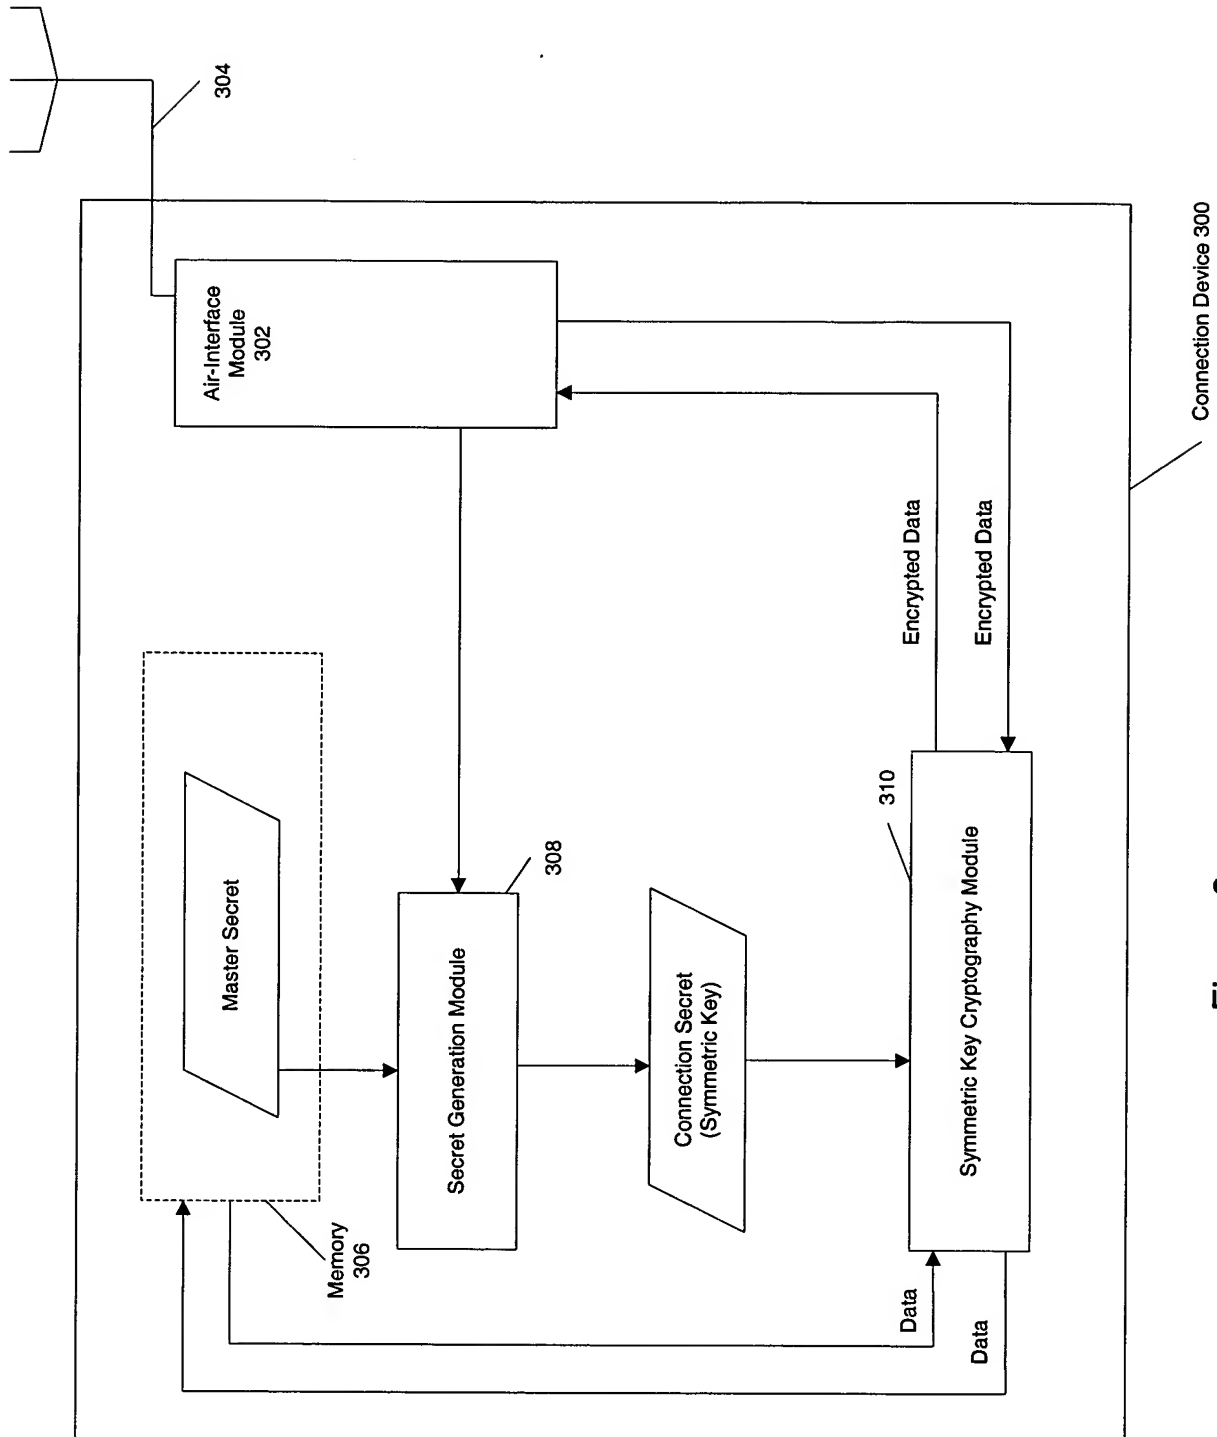 304
Air-Interface
Module
302
Connection Device 300
Encrypted Data
Encrypted Data
Master Secret
308
310
Secret Generation Module
Connection Secret
(Symmetric Key)
Symmetric Key Cryptography Module
Memory
306
Data
Data